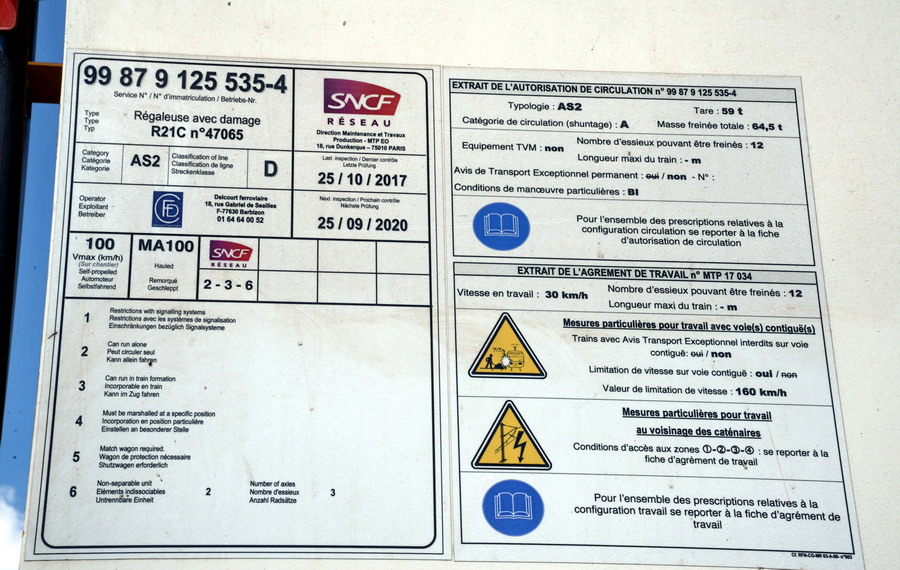 99 87 9 125 535-4
Service N° / N° d'immatriculation / Betriebs-Nr.
Type
Type
Typ
Régaleuse avec damage
R21C n°47065
SNCF
RÉSEAU
Direction Maintenance et Travaux
Production - MTP EO
18, rue Dunkerque – 75010 PARIS
Category
Catégorie
Kategorie
AS2
Classification of line
Classification de ligne
Streckenklasse
D
Last inspection / Dernier contrôle
Letzte Prüfung
25 / 10 / 2017
Operator
Exploitant
Betreiber
Delcourt ferroviaire
18, rue Gabriel de Seailles
F-77630 Barbizon
01 64 64 00 52
Next inspection / Prochain contrôle
Nächste Prüfung
25 / 09 / 2020
100
Vmax (km/h)
(Sur chantier)
Self-propelled
Automoteur
Selbstfahrend
MA100
Hauled
Remorqué
Geschleppt
SNCF
RÉSEAU
2 - 3 - 6
1
Restrictions with signalling systems
Restrictions avec les systèmes de signalisation
Einschränkungen bezüglich Signalsysteme
2
Can run alone
Peut circuler seul
Kann allein fahren
3
Can run in train formation
Incorporable en train
Kann im Zug fahren
4
Must be marshalled at a specific position
Incorporation en position particulière
Einstellen an besonderer Stelle
5
Match wagon required.
Wagon de protection nécessaire
Shutzwagen erforderlich
6
Non-separable unit
Eléments indissociables
Untrennbare Einheit
2
Number of axles
Nombre d'essieux
Anzahl Radsätze
3
EXTRAIT DE L'AUTORISATION DE CIRCULATION n° 99 87 9 125 535-4
Typologie : AS2
Tare : 59 t
Catégorie de circulation (shuntage) : A
Masse freinée totale : 64,5 t
Equipement TVM : non
Nombre d'essieux pouvant être freinés : 12
Longueur maxi du train : - m
Avis de Transport Exceptionnel permanent : oui / non - N° :
Conditions de manœuvre particulières : BI
Pour l'ensemble des prescriptions relatives à la
configuration circulation se reporter à la fiche
d'autorisation de circulation
EXTRAIT DE L'AGREMENT DE TRAVAIL n° MTP 17 034
Vitesse en travail : 30 km/h
Nombre d'essieux pouvant être freinés : 12
Longueur maxi du train : - m
Mesures particulières pour travail avec voie(s) contiguë(s)
Trains avec Avis Transport Exceptionnel interdits sur voie
contiguë : oui / non
Limitation de vitesse sur voie contiguë : oui / non
Valeur de limitation de vitesse : 160 km/h
Mesures particulières pour travail
au voisinage des caténaires
Conditions d'accès aux zones ①-②-③-④ : se reporter à la
fiche d'agrément de travail
Pour l'ensemble des prescriptions relatives à la
configuration travail se reporter à la fiche d'agrément de
travail